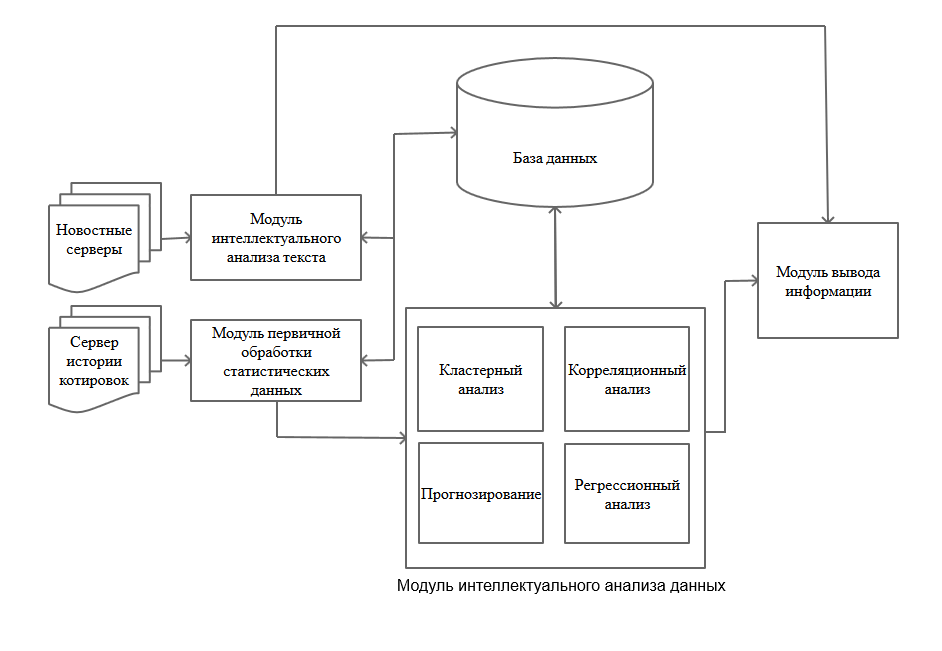 База данных
Новостные
серверы
Модуль
интеллектуального
анализа текста
Модуль вывода
информации
Сервер
истории
котировок
Модуль первичной
обработки
статистических
данных
Кластерный
анализ
Корреляционный
анализ
Прогнозирование
Регрессионный
анализ
Модуль интеллектуального анализа данных